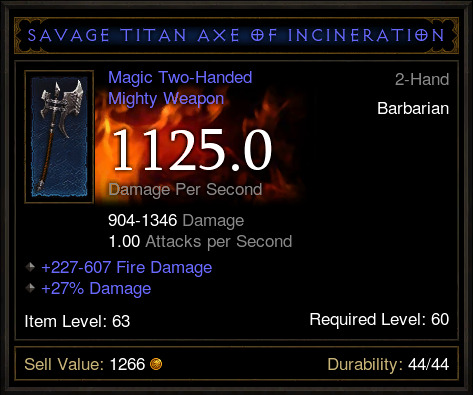 SAVAGE TITAN AXE OF INCINERATION
Magic Two-Handed
Mighty Weapon
2-Hand
Barbarian
1125.0
Damage Per Second
904-1346 Damage
1.00 Attacks per Second
+227-607 Fire Damage
+27% Damage
Item Level: 63
Required Level: 60
Sell Value: 1266
Durability: 44/44